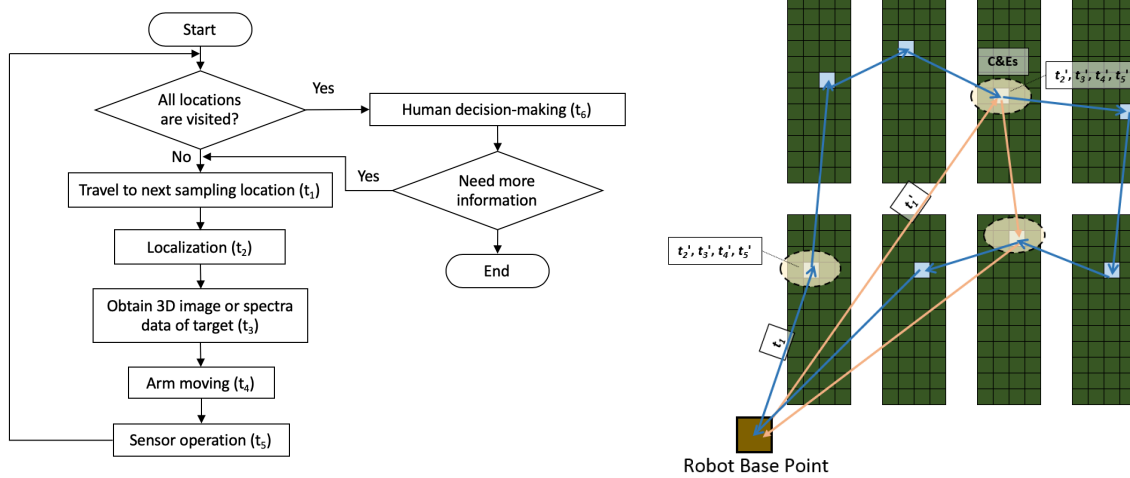 Start
All locations
are visited?
Yes
No
Human decision-making (t₆)
Need more
information
Yes
End
Travel to next sampling location (t₁)
Localization (t₂)
Obtain 3D image or spectra
data of target (t₃)
Arm moving (t₄)
Sensor operation (t₅)
C&Es
t₂', t₃', t₄', t₅'
t₁'
t₂', t₃', t₄', t₅'
t₁
Robot Base Point